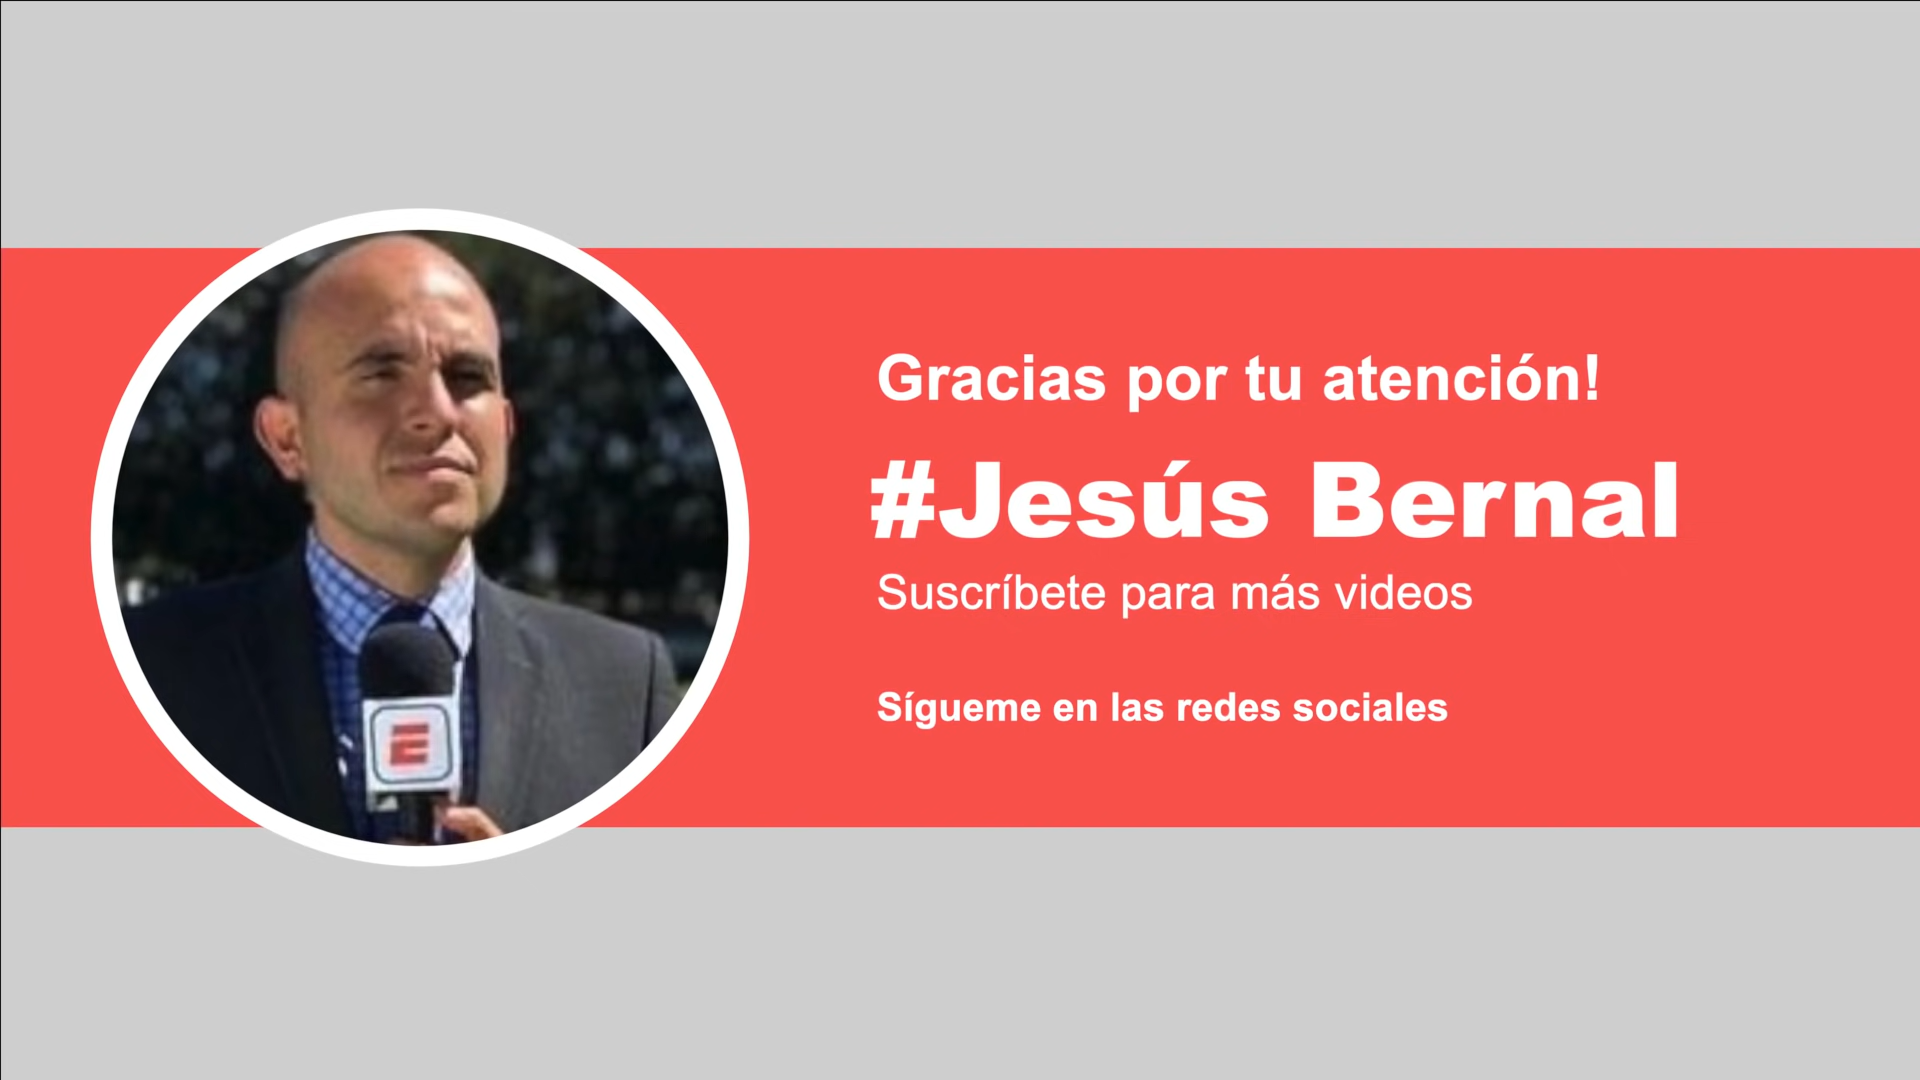 Gracias por tu atención!
#Jesús Bernal
Suscríbete para más videos
Sígueme en las redes sociales
E